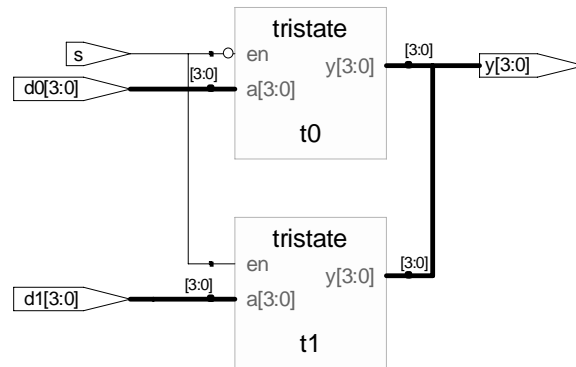 tristate
s
en
[3:0]
[3:0]
y[3:0]
y[3:0]
d0[3:0]
a[3:0]
t0
tristate
en
[3:0]
y[3:0]
[3:0]
d1[3:0]
a[3:0]
t1